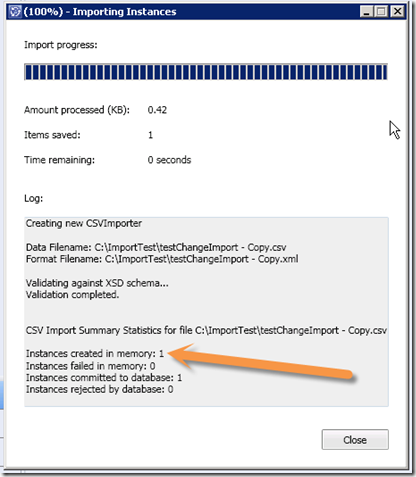 (100%) - Importing Instances
Import progress:
Amount processed (KB): 0.42
Items saved: 1
Time remaining: 0 seconds
Log:
Creating new CSVImporter
Data Filename: C:\ImportTest\testChangeImport - Copy.csv
Format Filename: C:\ImportTest\testChangeImport - Copy.xml
Validating against XSD schema...
Validation completed.
CSV Import Summary Statistics for file C:\ImportTest\testChangeImport - Copy.csv
Instances created in memory: 1
Instances failed in memory: 0
Instances committed to database: 1
Instances rejected by database: 0
Close